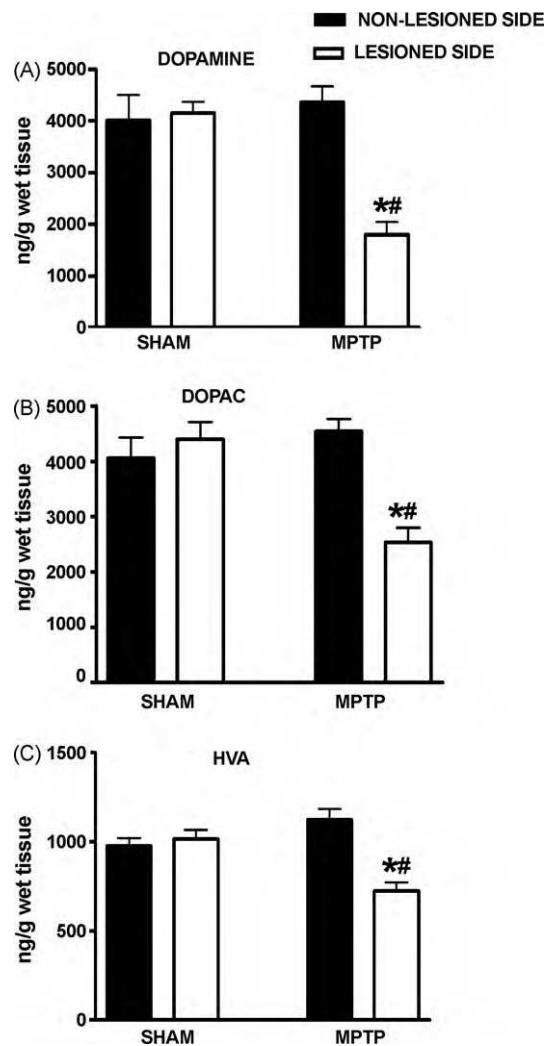 NON-LESIONED SIDE
LESIONED SIDE
(A)
DOPAMINE
5000
4000
3000
2000
1000
0
ng/g wet tissue
*#
SHAM MPTP
(B)
DOPAC
5000
4000
3000
2000
1000
0
ng/g wet tissue
*#
SHAM MPTP
(C)
HVA
1500
1000
500
0
ng/g wet tissue
*#
SHAM MPTP